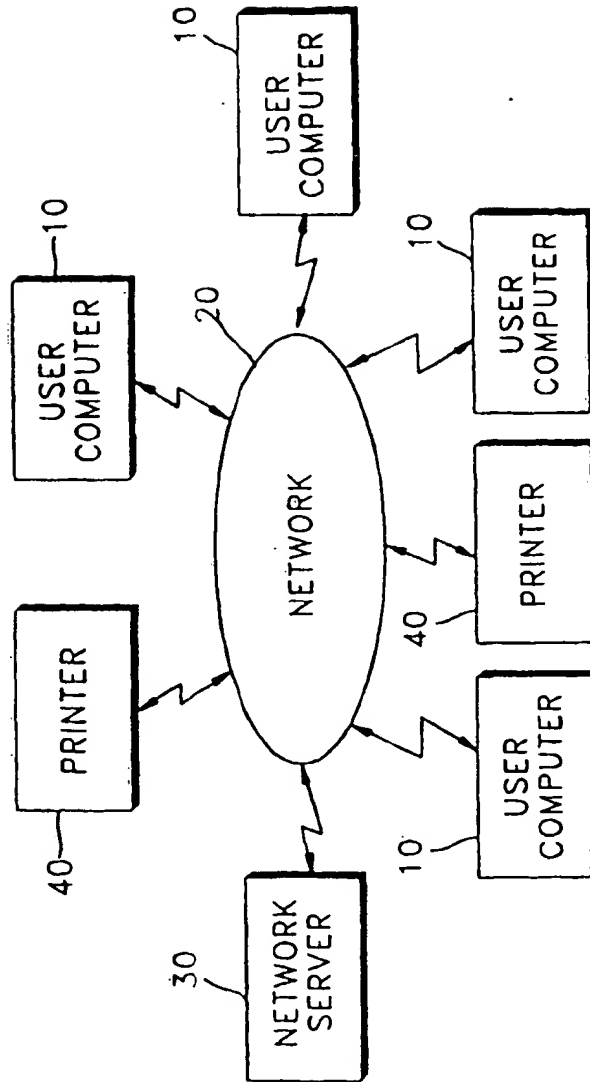 40
PRINTER
10
USER
COMPUTER
30
NETWORK
SERVER
20
NETWORK
10
USER
COMPUTER
10
USER
COMPUTER
40
PRINTER
10
USER
COMPUTER